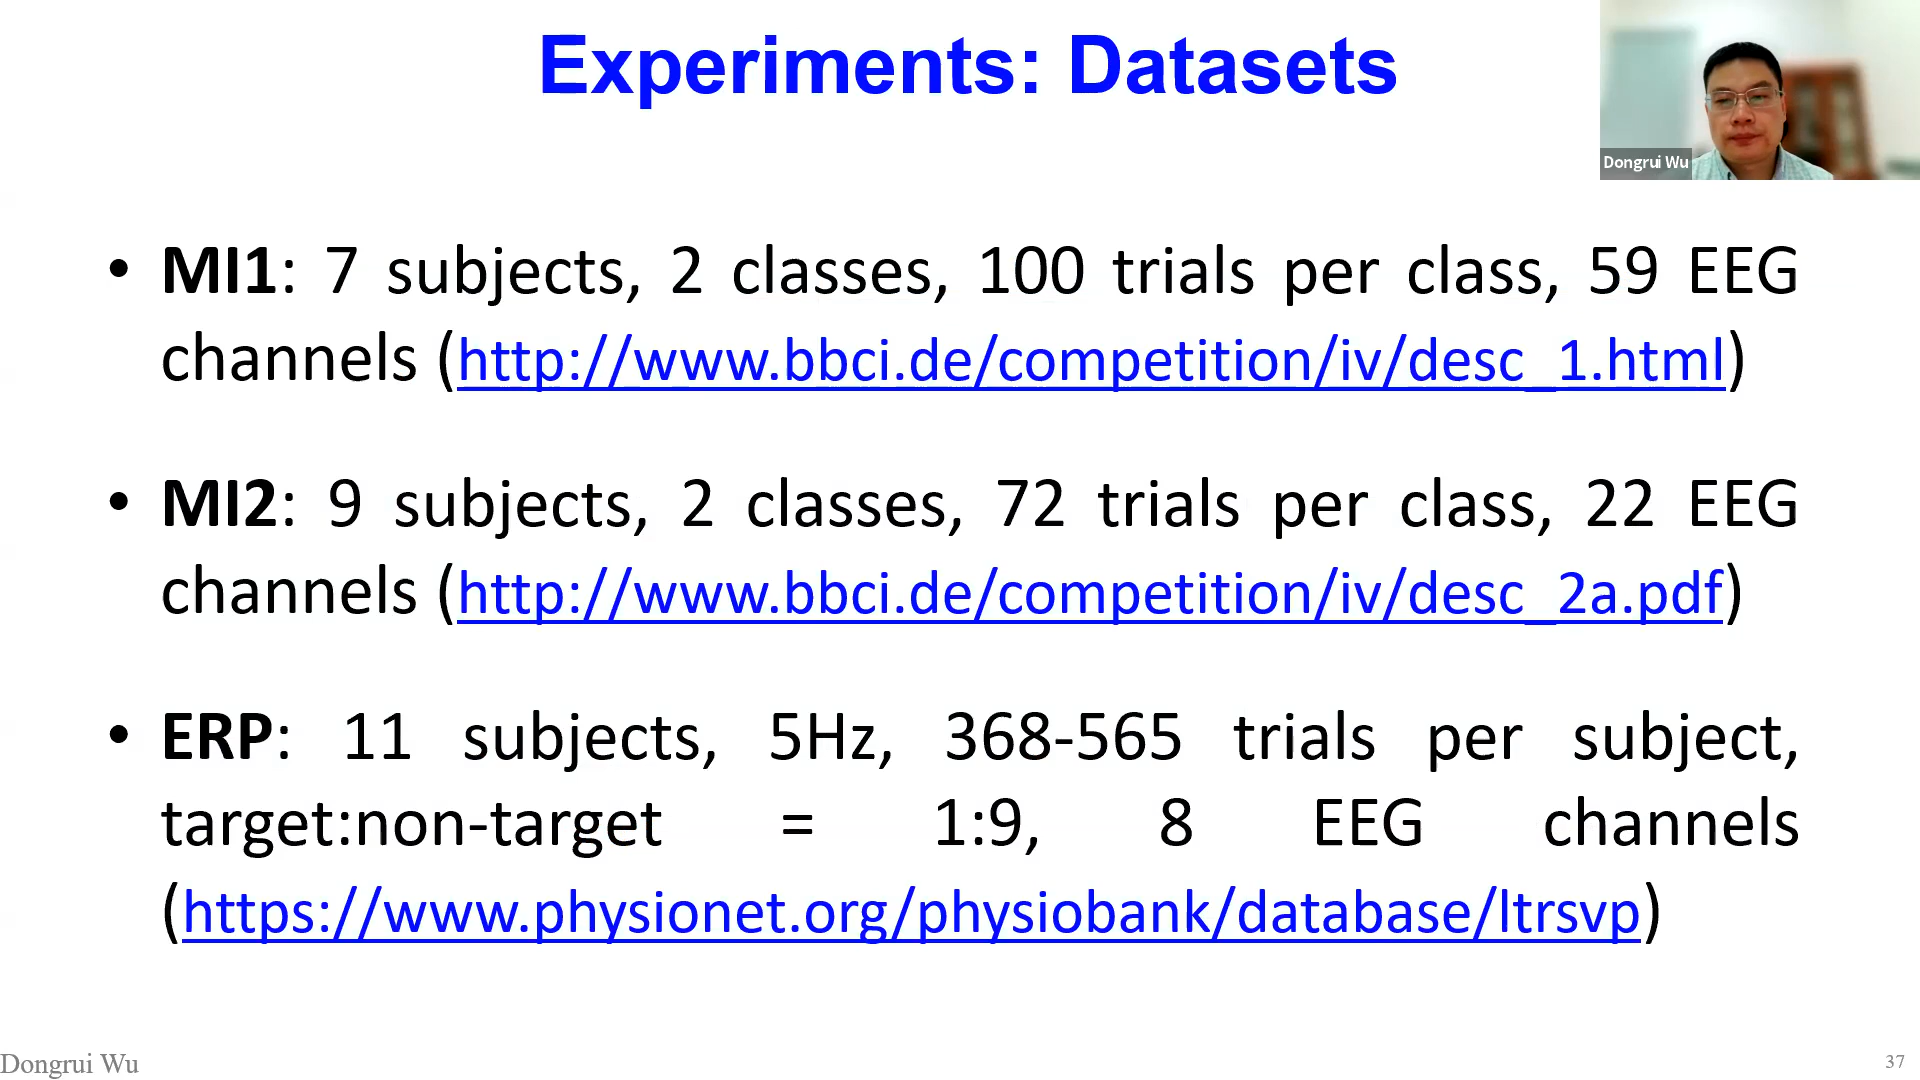 Experiments: Datasets
Dongrui Wu
• MI1: 7 subjects, 2 classes, 100 trials per class, 59 EEG
channels (http://www.bbci.de/competition/iv/desc_1.html)
• MI2: 9 subjects, 2 classes, 72 trials per class, 22 EEG
channels (http://www.bbci.de/competition/iv/desc_2a.pdf)
• ERP: 11 subjects, 5Hz, 368-565 trials per subject,
target:non-target = 1:9, 8 EEG channels
(https://www.physionet.org/physiobank/database/ltrsvp)
Dongrui Wu
37